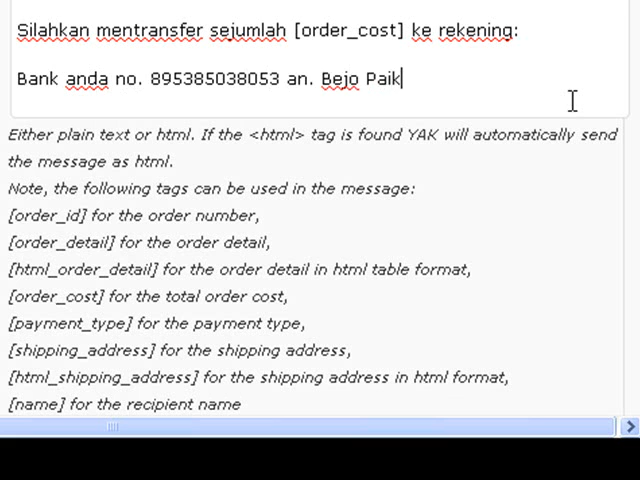 Silahkan mentransfer sejumlah [order_cost] ke rekening:
Bank anda no. 895385038053 an. Bejo Paik
Either plain text or html. If the <html> tag is found YAK will automatically send
the message as html.
Note, the following tags can be used in the message:
[order_id] for the order number,
[order_detail] for the order detail,
[html_order_detail] for the order detail in html table format,
[order_cost] for the total order cost,
[payment_type] for the payment type,
[shipping_address] for the shipping address,
[html_shipping_address] for the shipping address in html format,
[name] for the recipient name